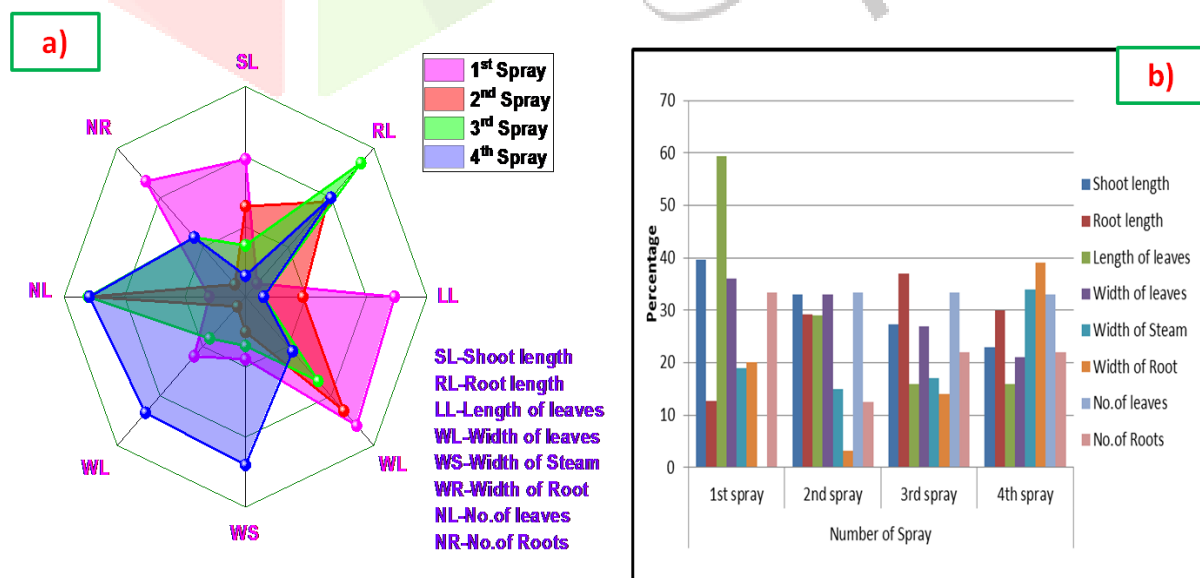 a)
SL
NR
RL
NL
LL
WL
WL
WS
1st Spray
2nd Spray
3rd Spray
4th Spray
SL-Shoot length
RL-Root length
LL-Length of leaves
WL-Width of leaves
WS-Width of Steam
WR-Width of Root
NL-No.of leaves
NR-No.of Roots
b)
70
60
50
40
30
20
10
0
Percentage
1st spray 2nd spray 3rd spray 4th spray
Number of Spray
Shoot length
Root length
Length of leaves
Width of leaves
Width of Steam
Width of Root
No.of leaves
No.of Roots